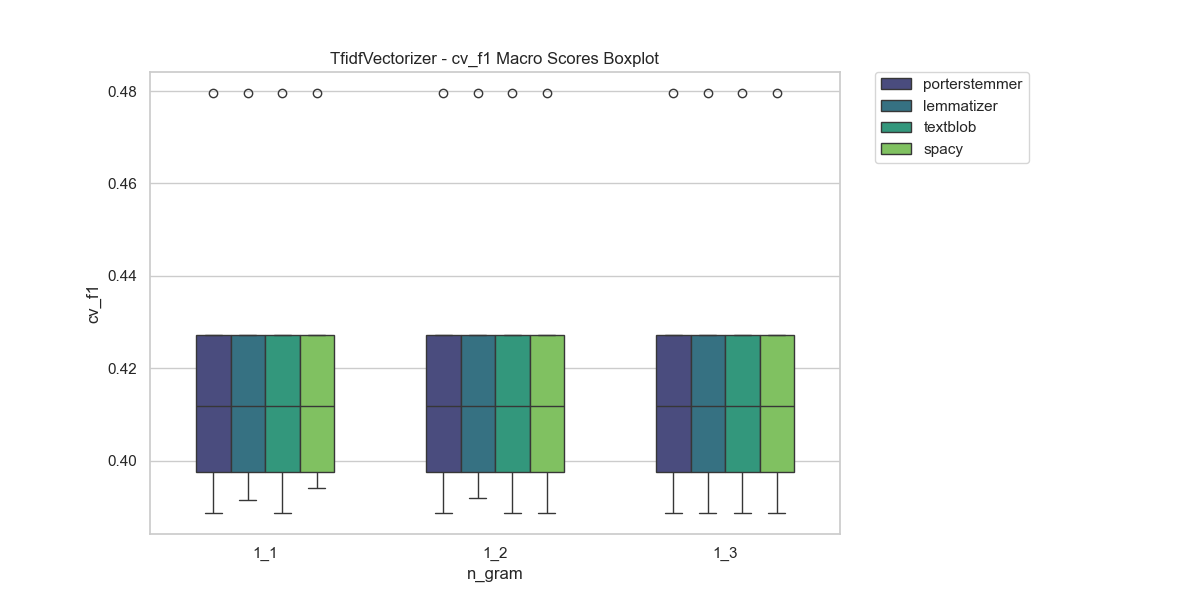 TfidfVectorizer - cv_f1 Macro Scores Boxplot
porterstemmer
lemmatizer
textblob
spacy
0.48
0.46
0.44
0.42
0.40
cv_f1
1_1
1_2
1_3
n_gram